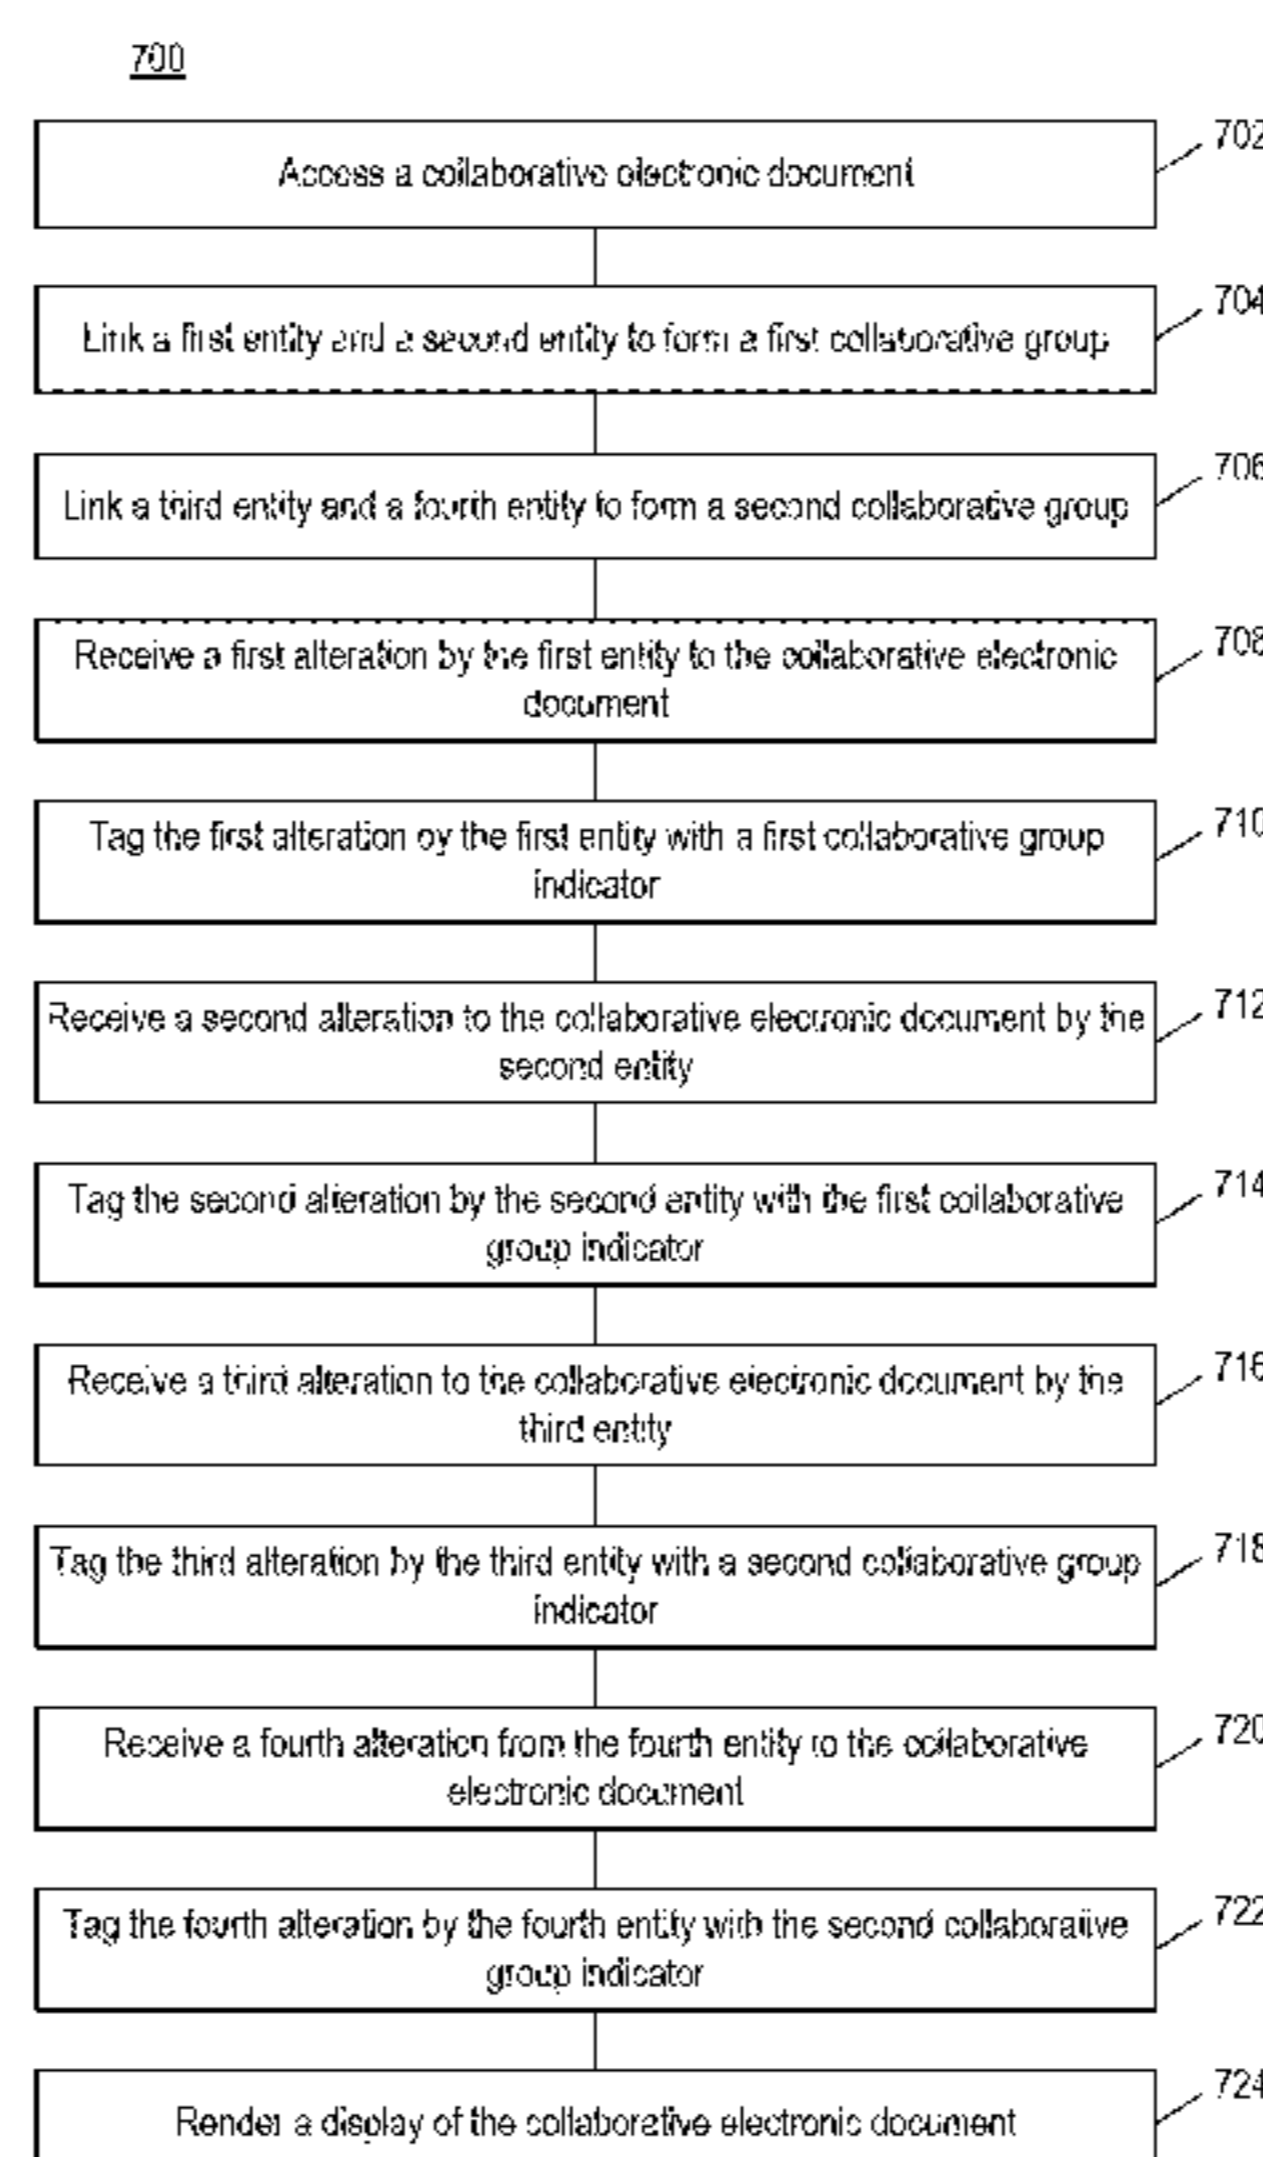 700
Access a collaborative electronic document
702
Link a first entity and a second entity to form a first collaborative group
704
Link a third entity and a fourth entity to form a second collaborative group
706
Receive a first alteration by the first entity to the collaborative electronic
document
708
Tag the first alteration by the first entity with a first collaborative group
indicator
710
Receive a second alteration to the collaborative electronic document by the
second entity
712
Tag the second alteration by the second entity with the first collaborative
group indicator
714
Receive a third alteration to the collaborative electronic document by the
third entity
716
Tag the third alteration by the third entity with a second collaborative group
indicator
718
Receive a fourth alteration from the fourth entity to the collaborative
electronic document
720
Tag the fourth alteration by the fourth entity with the second collaborative
group indicator
722
Render a display of the collaborative electronic document
724